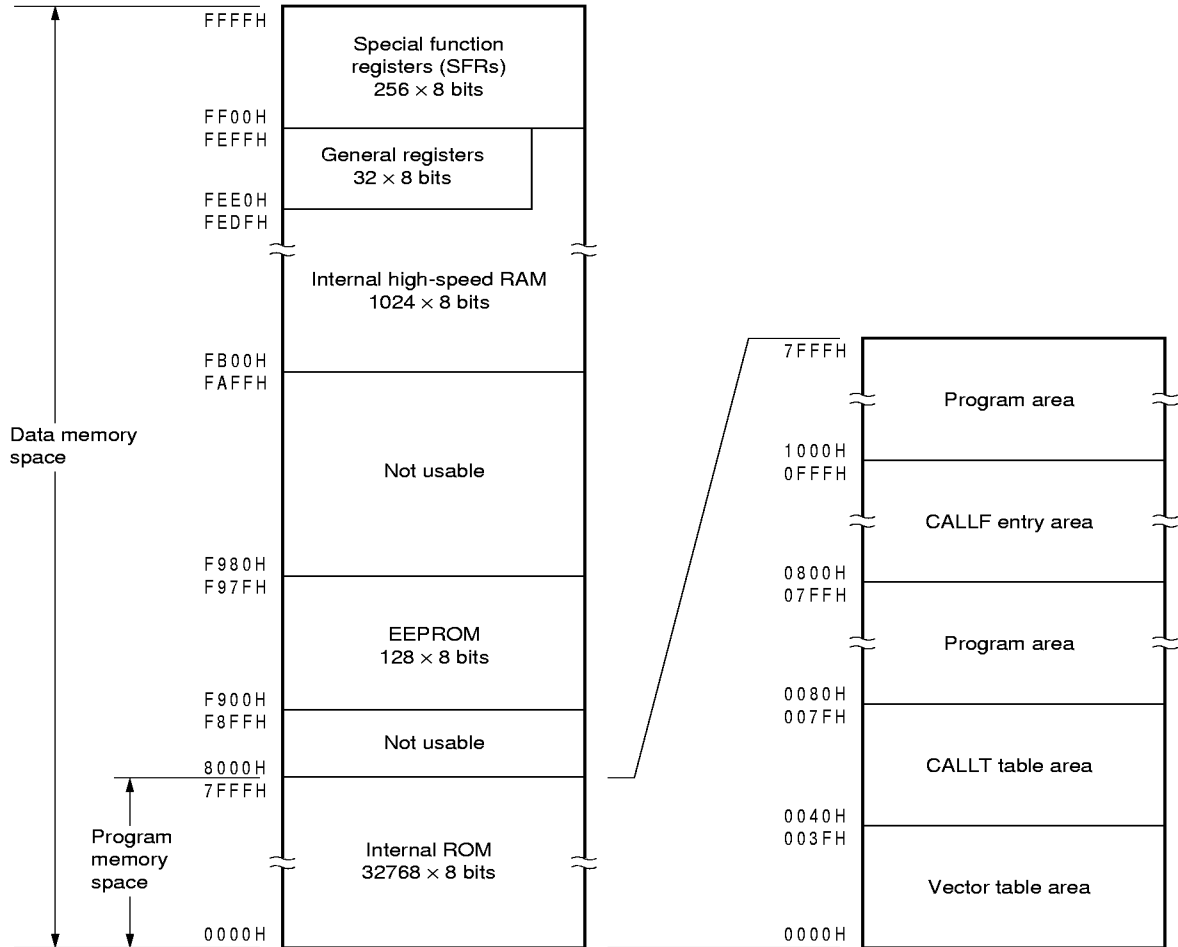 FFFFH
Special function
registers (SFRs)
256 × 8 bits
FF00H
FEFFH
General registers
32 × 8 bits
FEE0H
FEDFH
Internal high-speed RAM
1024 × 8 bits
FB00H
FAFFH
Data memory
space
Not usable
F980H
F97FH
EEPROM
128 × 8 bits
F900H
F8FFH
Not usable
8000H
7FFFH
Program
memory
space
Internal ROM
32768 × 8 bits
0000H
7FFFH
Program area
1000H
0FFFH
CALLF entry area
0800H
07FFH
Program area
0080H
007FH
CALLT table area
0040H
003FH
Vector table area
0000H